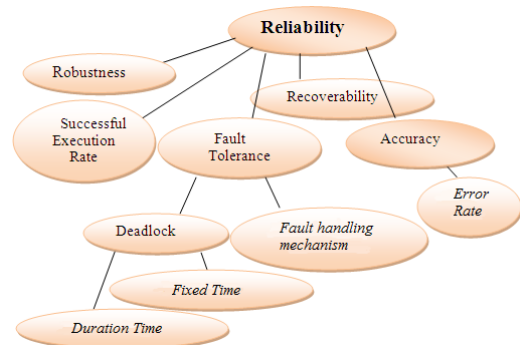 Reliability
Robustness
Recoverability
Successful
Execution
Rate
Fault
Tolerance
Accuracy
Error
Rate
Deadlock
Fault handling
mechanism
Fixed Time
Duration Time